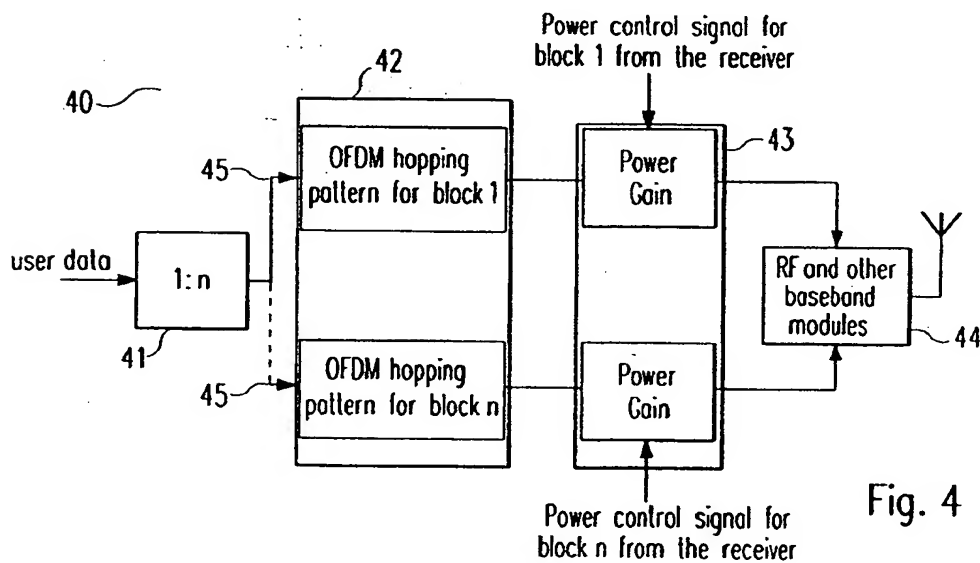 Power control signal for
block 1 from the receiver
42
40
43
45
OFDM hopping
pattern for block 1
Power
Gain
user data
1:n
RF and other
baseband
modules
41
44
45
OFDM hopping
pattern for block n
Power
Gain
Power control signal for
block n from the receiver
Fig. 4